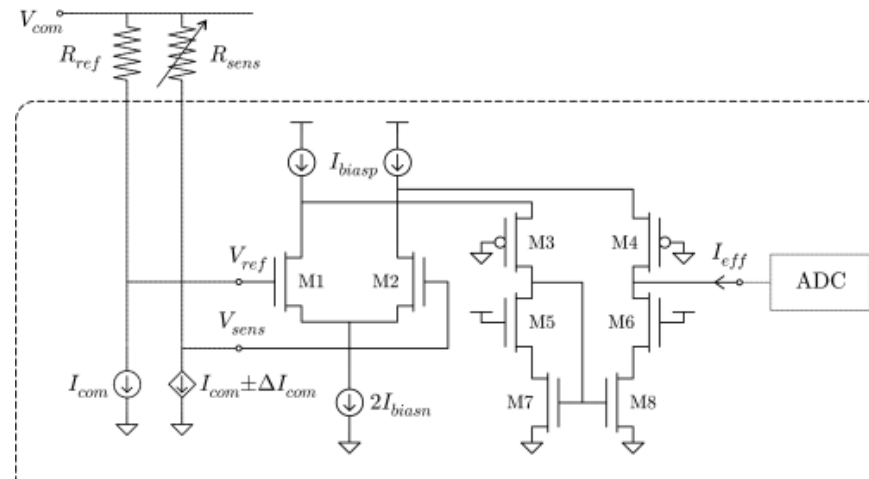 V_com
R_ref R_sens
I_biasp
V_ref M1 M2 M3 M4 I_eff ADC
V_sens M5 M6
I_com I_com±ΔI_com 2I_biasn M7 M8